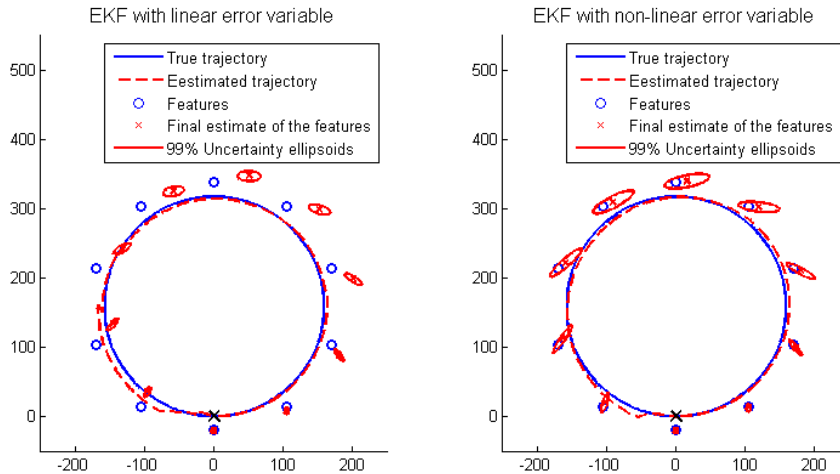 EKF with linear error variable
500
400
300
200
100
0
-200 -100 0 100 200
True trajectory
Eestimated trajectory
Features
Final estimate of the features
99% Uncertainty ellipsoids
EKF with non-linear error variable
500
400
300
200
100
0
-200 -100 0 100 200
True trajectory
Eestimated trajectory
Features
Final estimate of the features
99% Uncertainty ellipsoids